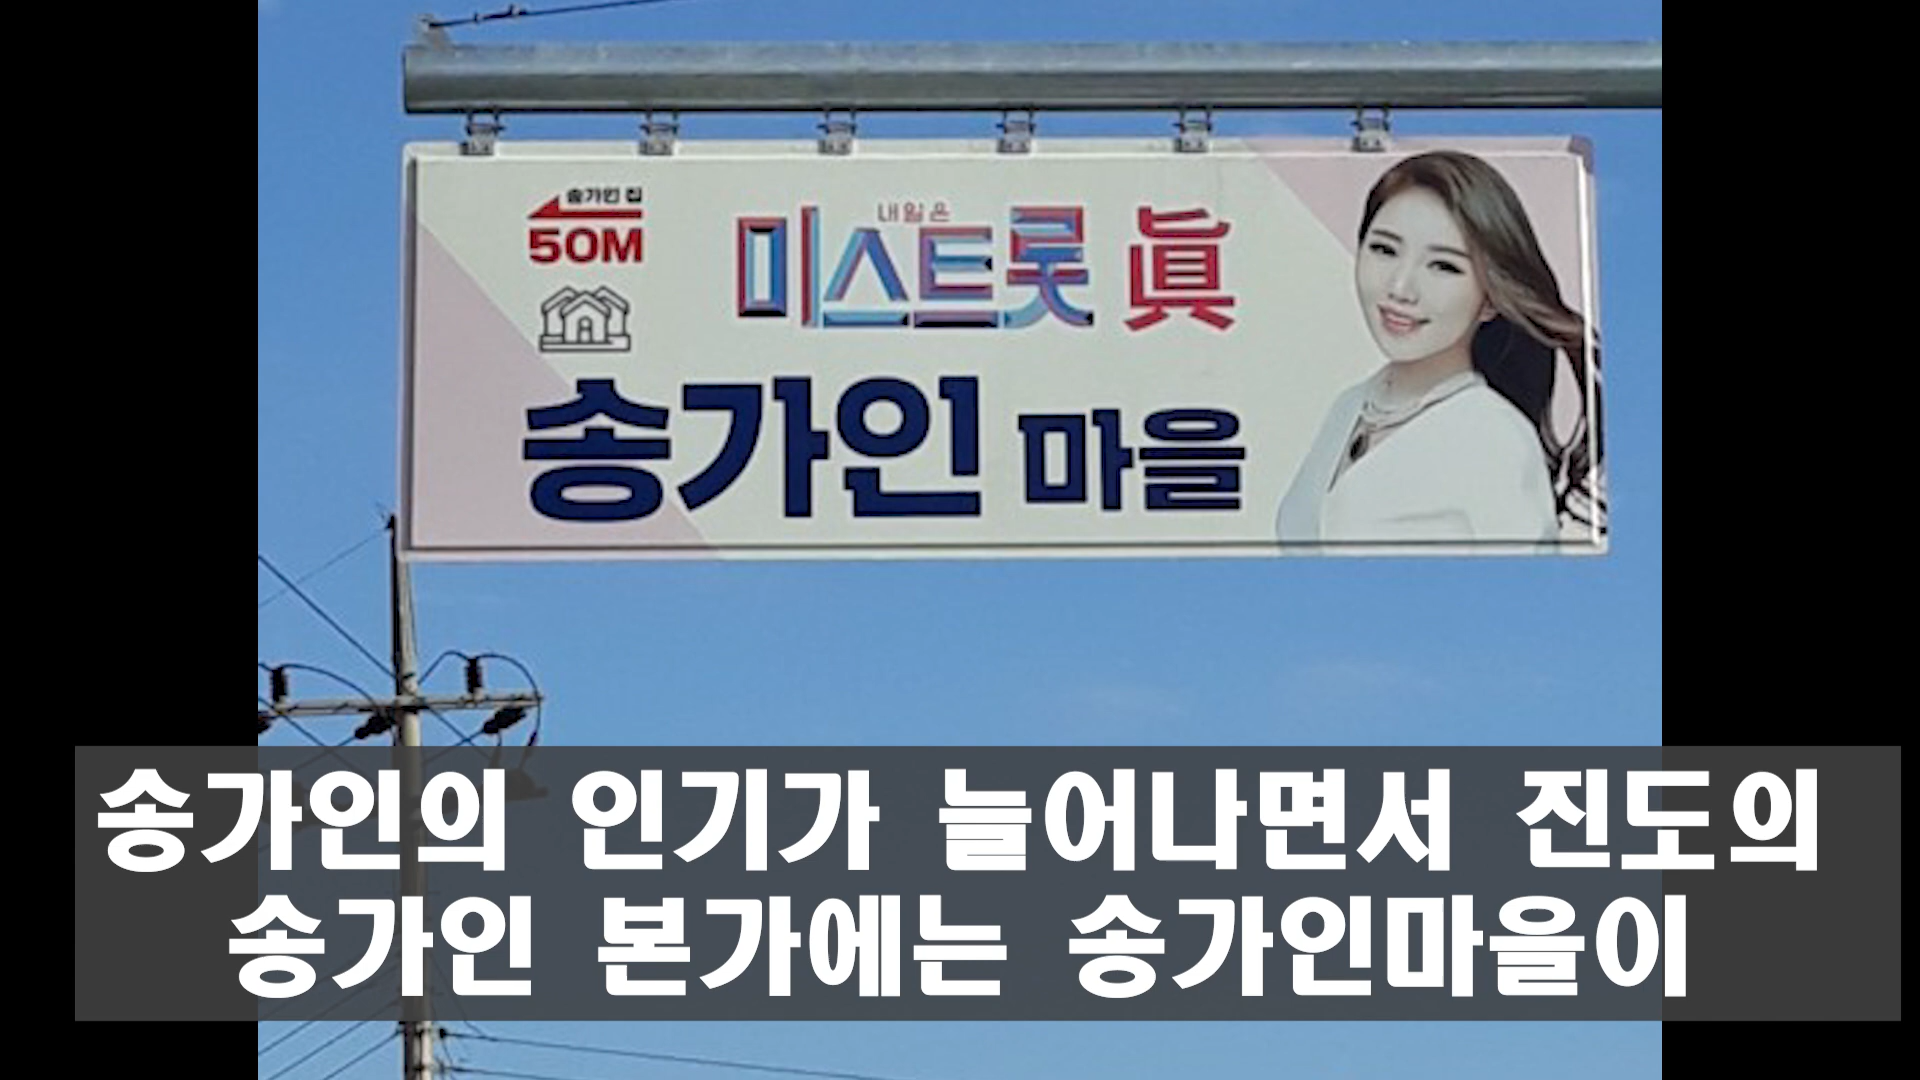 송가인 집
50M
내일은
미스트롯 眞
송가인 마을
송가인의 인기가 늘어나면서 진도의
송가인 본가에는 송가인마을이